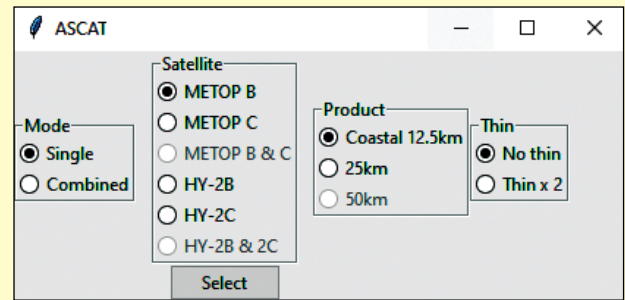 ASCAT
Mode
Single
Combined
Satellite
METOP B
METOP C
METOP B & C
HY-2B
HY-2C
HY-2B & 2C
Select
Product
Coastal 12.5km
25km
50km
Thin
No thin
Thin x 2